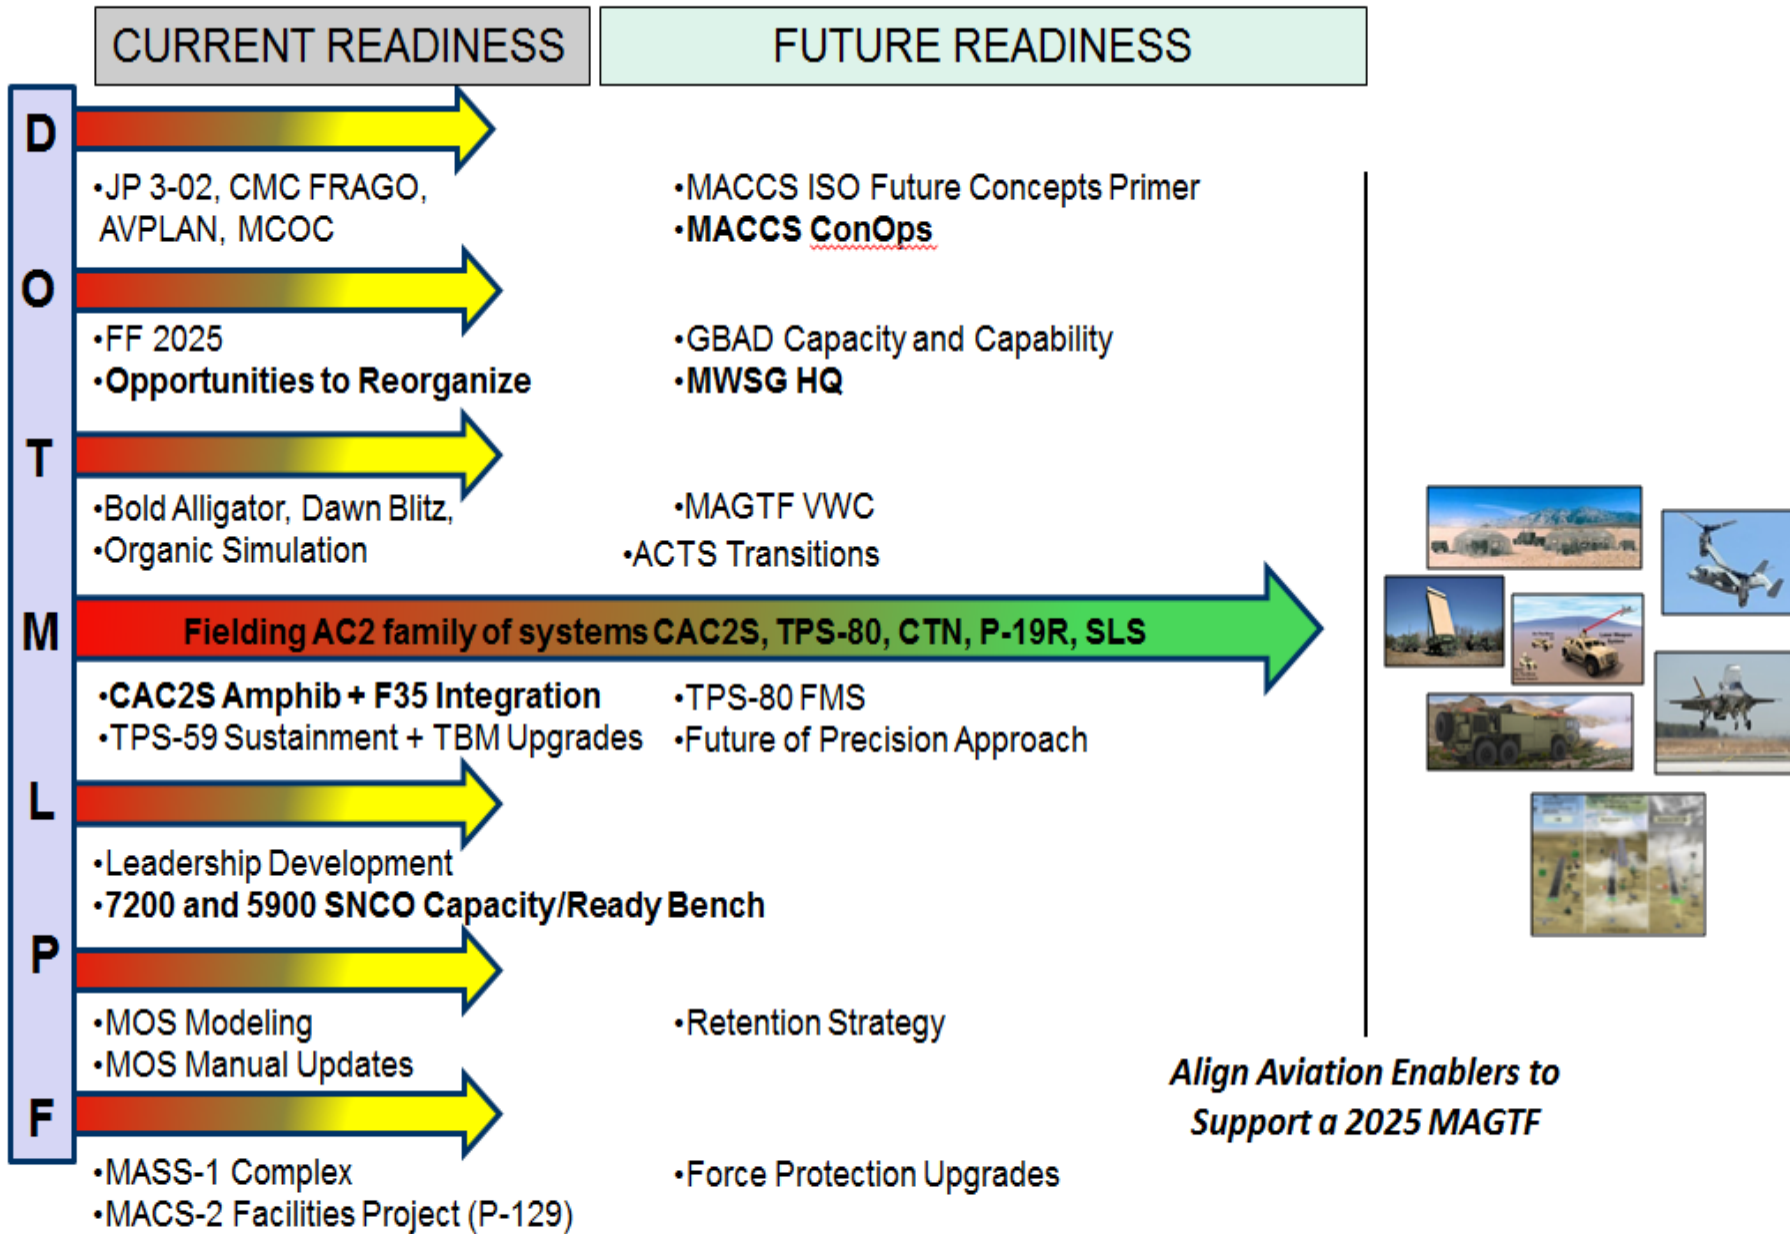 CURRENT READINESS
FUTURE READINESS
D
•JP 3-02, CMC FRAGO,
AVPLAN, MCOC
•MACCS ISO Future Concepts Primer
•MACCS ConOps
O
•FF 2025
•Opportunities to Reorganize
•GBAD Capacity and Capability
•MWSG HQ
T
•Bold Alligator, Dawn Blitz,
•Organic Simulation
•MAGTF VWC
•ACTS Transitions
M
Fielding AC2 family of systems CAC2S, TPS-80, CTN, P-19R, SLS
•CAC2S Amphib + F35 Integration
•TPS-59 Sustainment + TBM Upgrades
•TPS-80 FMS
•Future of Precision Approach
L
•Leadership Development
•7200 and 5900 SNCO Capacity/Ready Bench
P
•MOS Modeling
•MOS Manual Updates
•Retention Strategy
F
•MASS-1 Complex
•MACS-2 Facilities Project (P-129)
•Force Protection Upgrades
Align Aviation Enablers to
Support a 2025 MAGTF